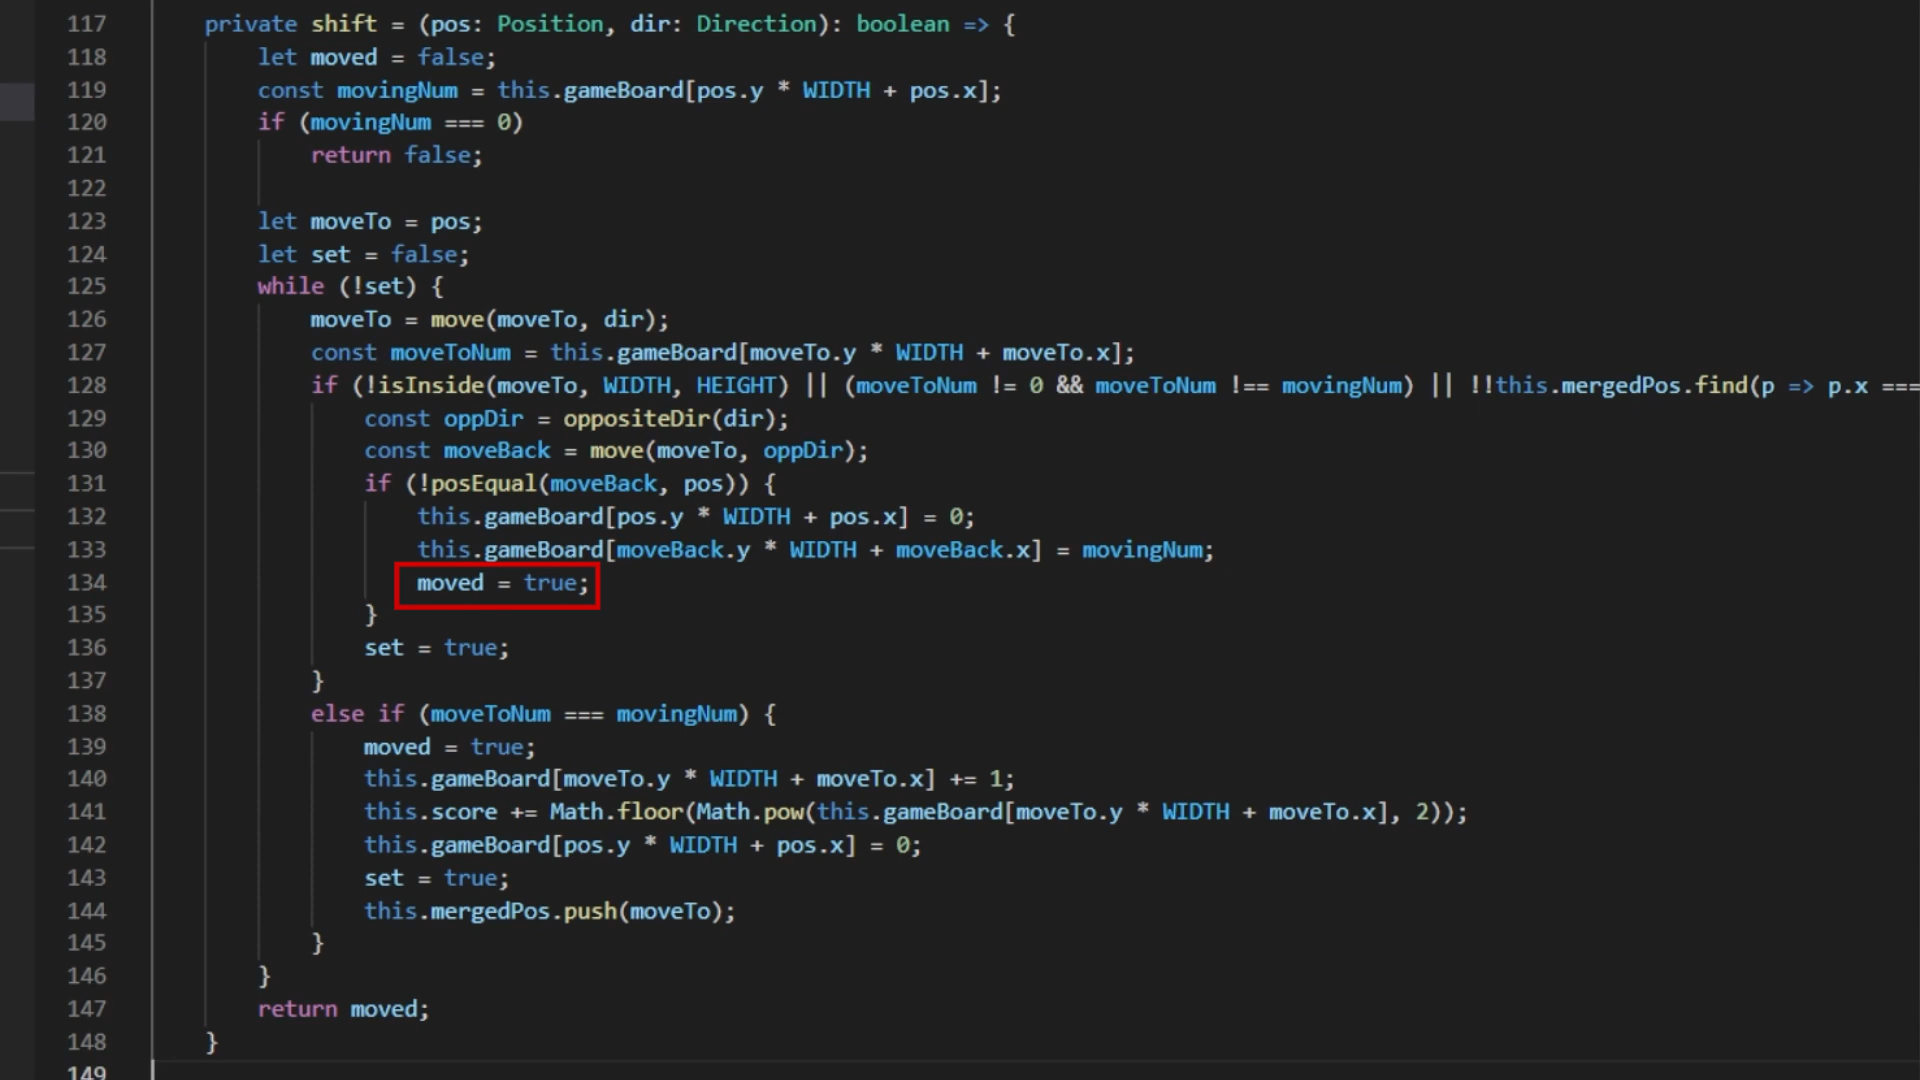 117 private shift = (pos: Position, dir: Direction): boolean => {
118 let moved = false;
119 const movingNum = this.gameBoard[pos.y * WIDTH + pos.x];
120 if (movingNum === 0)
121 return false;
122
123 let moveTo = pos;
124 let set = false;
125 while (!set) {
126 moveTo = move(moveTo, dir);
127 const moveToNum = this.gameBoard[moveTo.y * WIDTH + moveTo.x];
128 if (!isInside(moveTo, WIDTH, HEIGHT) || (moveToNum != 0 && moveToNum !== movingNum) || !!this.mergedPos.find(p => p.x ===
129 const oppDir = oppositeDir(dir);
130 const moveBack = move(moveTo, oppDir);
131 if (!posEqual(moveBack, pos)) {
132 this.gameBoard[pos.y * WIDTH + pos.x] = 0;
133 this.gameBoard[moveBack.y * WIDTH + moveBack.x] = movingNum;
134 moved = true;
135 }
136 set = true;
137 }
138 else if (moveToNum === movingNum) {
139 moved = true;
140 this.gameBoard[moveTo.y * WIDTH + moveTo.x] += 1;
141 this.score += Math.floor(Math.pow(this.gameBoard[moveTo.y * WIDTH + moveTo.x], 2));
142 this.gameBoard[pos.y * WIDTH + pos.x] = 0;
143 set = true;
144 this.mergedPos.push(moveTo);
145 }
146 }
147 return moved;
148 }
149